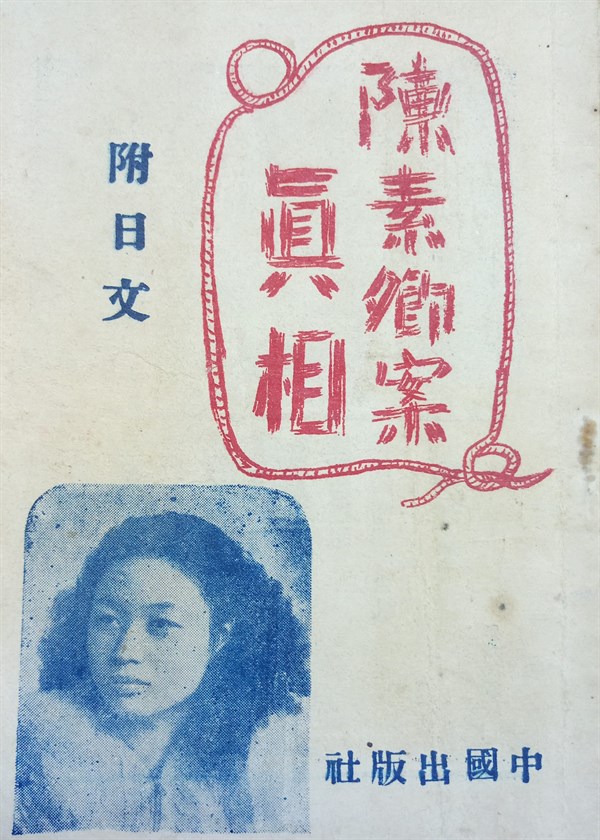 陳素卿案
眞相
附日文
中國出版社